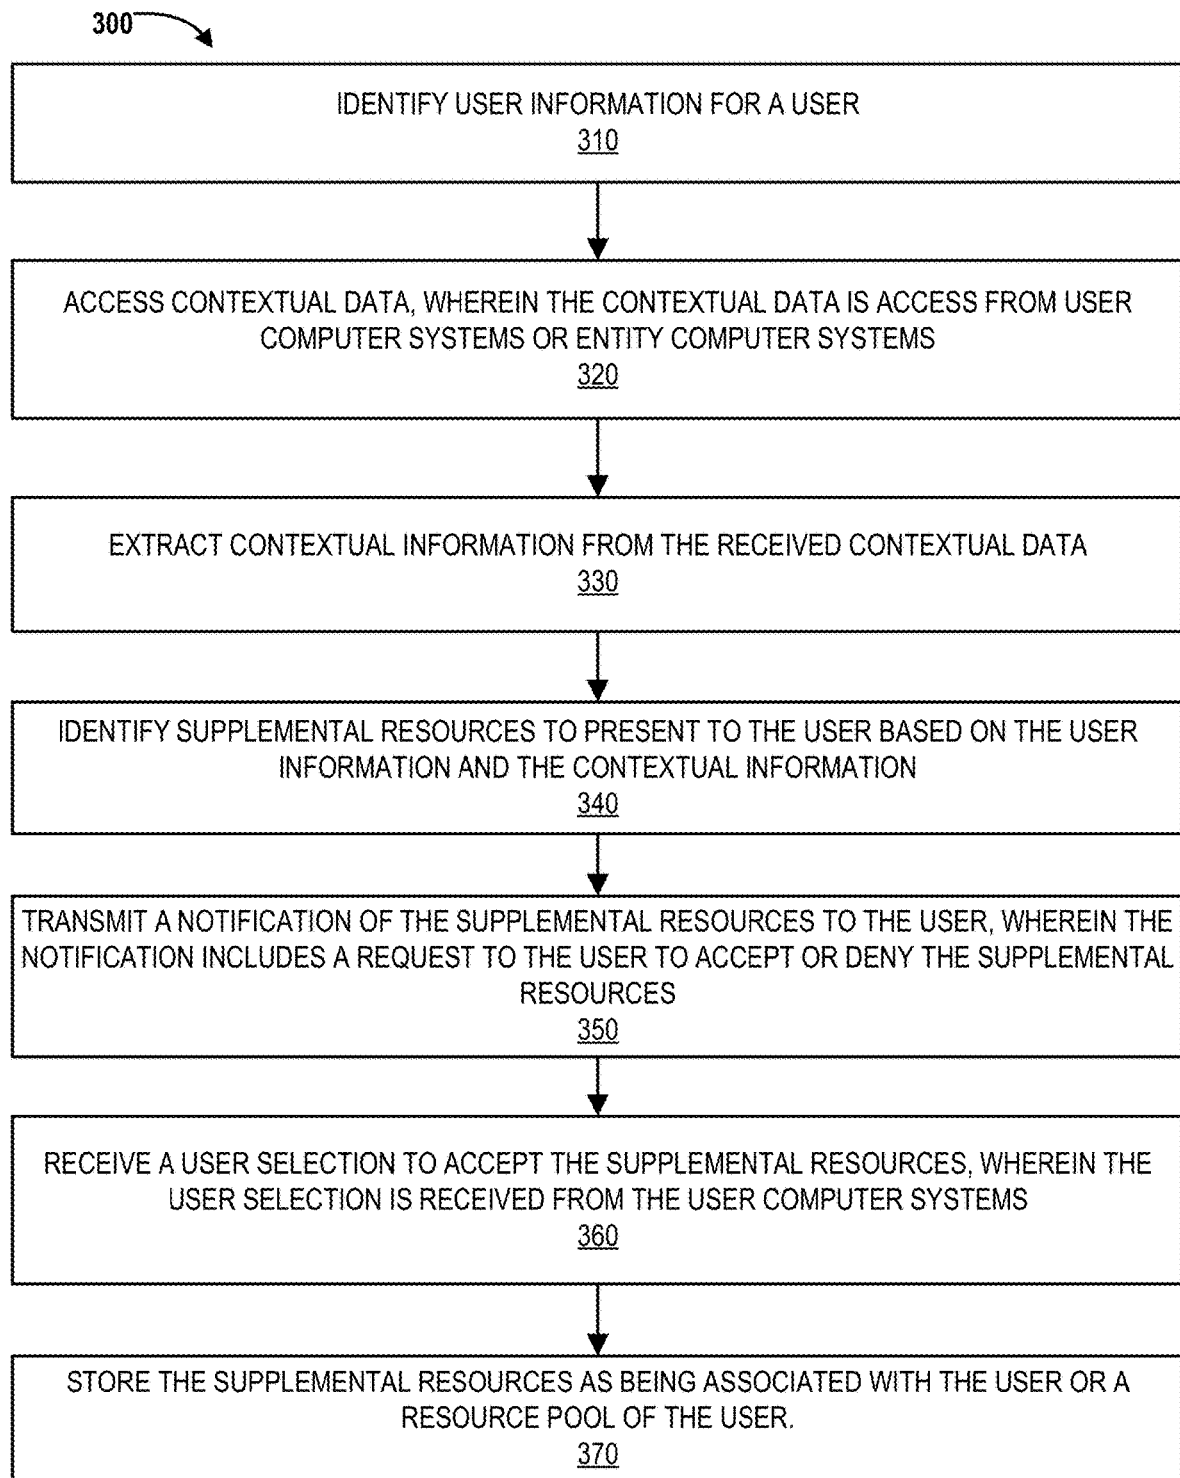 300
IDENTIFY USER INFORMATION FOR A USER
310
ACCESS CONTEXTUAL DATA, WHEREIN THE CONTEXTUAL DATA IS ACCESS FROM USER
COMPUTER SYSTEMS OR ENTITY COMPUTER SYSTEMS
320
EXTRACT CONTEXTUAL INFORMATION FROM THE RECEIVED CONTEXTUAL DATA
330
IDENTIFY SUPPLEMENTAL RESOURCES TO PRESENT TO THE USER BASED ON THE USER
INFORMATION AND THE CONTEXTUAL INFORMATION
340
TRANSMIT A NOTIFICATION OF THE SUPPLEMENTAL RESOURCES TO THE USER, WHEREIN THE
NOTIFICATION INCLUDES A REQUEST TO THE USER TO ACCEPT OR DENY THE SUPPLEMENTAL
RESOURCES
350
RECEIVE A USER SELECTION TO ACCEPT THE SUPPLEMENTAL RESOURCES, WHEREIN THE
USER SELECTION IS RECEIVED FROM THE USER COMPUTER SYSTEMS
360
STORE THE SUPPLEMENTAL RESOURCES AS BEING ASSOCIATED WITH THE USER OR A
RESOURCE POOL OF THE USER.
370